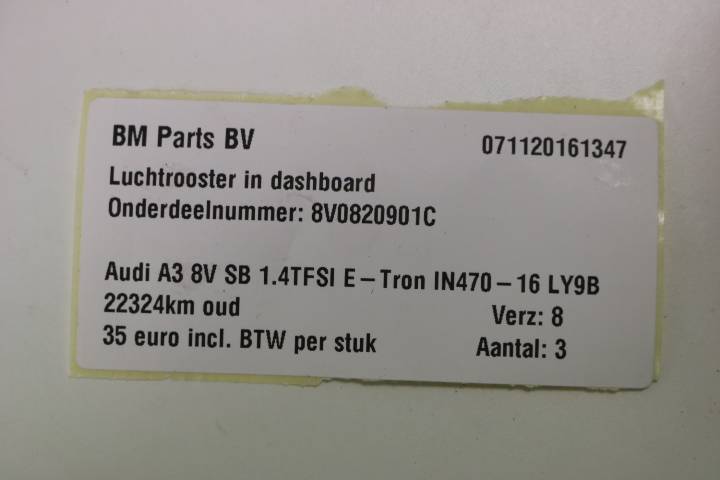 BM Parts BV 071120161347
Luchtrooster in dashboard
Onderdeelnummer: 8V0820901C
Audi A3 8V SB 1.4TFSI E-Tron IN470-16 LY9B
22324km oud Verz: 8
35 euro incl. BTW per stuk Aantal: 3